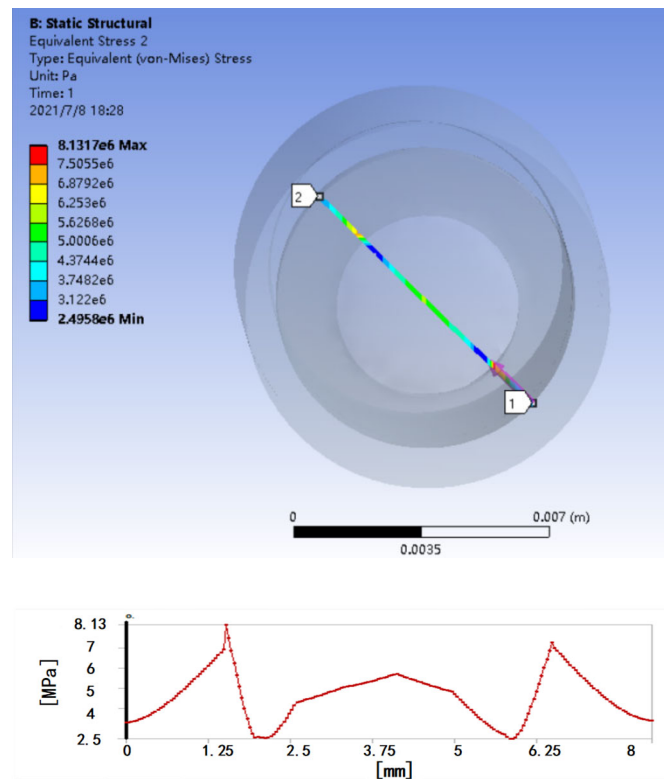 B: Static Structural
Equivalent Stress 2
Type: Equivalent (von-Mises) Stress
Unit: Pa
Time: 1
2021/7/8 18:28
8.1317e6 Max
7.5055e6
6.8792e6
6.253e6
5.6268e6
5.0006e6
4.3744e6
3.7482e6
3.122e6
2.4958e6 Min
2
1
0 0.007 (m)
0.0035
8.13
7
6
5
4
2.5
[MPa]
0 1.25 2.5 3.75 5 6.25 8
[mm]